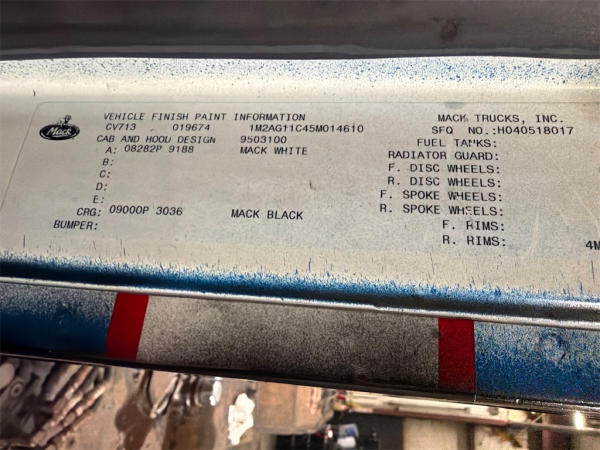 Mack
VEHICLE FINISH PAINT INFORMATION MACK TRUCKS, INC.
CV713 019674 1M2AG11C45M014610 SFQ NO.:H040518017
CAB AND HOOD DESIGN 9503100 FUEL TANKS:
A: 08282P 9188 MACK WHITE RADIATOR GUARD:
B: F. DISC WHEELS:
C: R. DISC WHEELS:
D: F. SPOKE WHEELS:
E: R. SPOKE WHEELS:
CRG: 09000P 3036 MACK BLACK F. RIMS:
BUMPER: R. RIMS:
4M